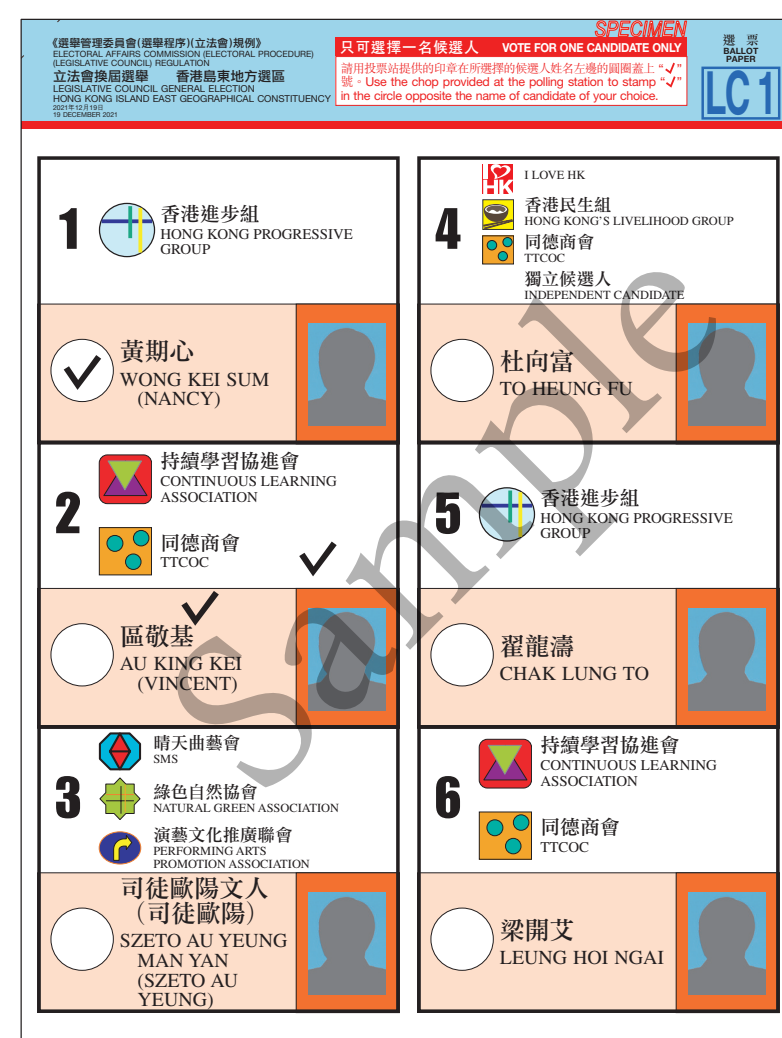 《選舉管理委員會(選舉程序)(立法會)規例》
ELECTORAL AFFAIRS COMMISSION (ELECTORAL PROCEDURE)
(LEGISLATIVE COUNCIL) REGULATION
立法會換屆選舉 香港島東地方選區
LEGISLATIVE COUNCIL GENERAL ELECTION
HONG KONG ISLAND EAST GEOGRAPHICAL CONSTITUENCY
2021年12月19日
19 DECEMBER 2021
SPECIMEN
只可選擇一名候選人 VOTE FOR ONE CANDIDATE ONLY
請用投票站提供的印章在所選擇的候選人姓名左邊的圓圈蓋上 “✓”
號。Use the chop provided at the polling station to stamp “✓”
in the circle opposite the name of candidate of your choice.
選票
BALLOT
PAPER
LC 1
1
香港進步組
HONG KONG PROGRESSIVE
GROUP
黃期心
WONG KEI SUM
(NANCY)
2
持續學習協進會
CONTINUOUS LEARNING
ASSOCIATION
同德商會
TTCOC
區敬基
AU KING KEI
(VINCENT)
3
晴天曲藝會
SMS
綠色自然協會
NATURAL GREEN ASSOCIATION
演藝文化推廣聯會
PERFORMING ARTS
PROMOTION ASSOCIATION
司徒歐陽文人
(司徒歐陽)
SZETO AU YEUNG
MAN YAN
(SZETO AU
YEUNG)
4
I HK
I LOVE HK
香港民生組
HONG KONG'S LIVELIHOOD GROUP
同德商會
TTCOC
獨立候選人
INDEPENDENT CANDIDATE
杜向富
TO HEUNG FU
5
香港進步組
HONG KONG PROGRESSIVE
GROUP
翟龍濤
CHAK LUNG TO
6
持續學習協進會
CONTINUOUS LEARNING
ASSOCIATION
同德商會
TTCOC
梁開艾
LEUNG HOI NGAI
Sample